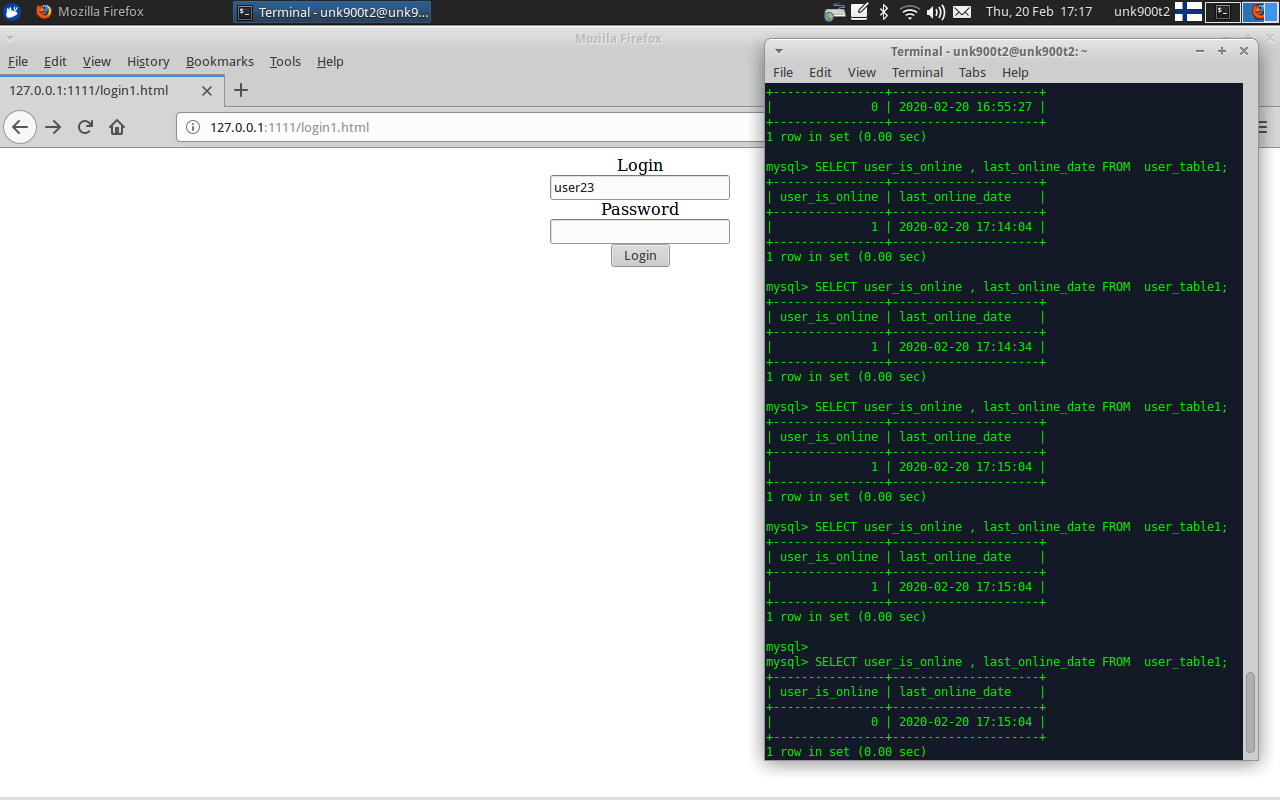 Mozilla Firefox
Terminal - unk900t2@unk9...
Thu, 20 Feb 17:17
unk900t2
Mozilla Firefox
File Edit View History Bookmarks Tools Help
127.0.0.1:1111/login1.html
127.0.0.1:1111/login1.html
Login
user23
Password
Login
Terminal - unk900t2@unk900t2: ~
File Edit View Terminal Tabs Help
+----------------+---------------------+
|              0 | 2020-02-20 16:55:27 |
+----------------+---------------------+
1 row in set (0.00 sec)
mysql> SELECT user_is_online , last_online_date FROM  user_table1;
+----------------+---------------------+
| user_is_online | last_online_date    |
+----------------+---------------------+
|              1 | 2020-02-20 17:14:04 |
+----------------+---------------------+
1 row in set (0.00 sec)
mysql> SELECT user_is_online , last_online_date FROM  user_table1;
+----------------+---------------------+
| user_is_online | last_online_date    |
+----------------+---------------------+
|              1 | 2020-02-20 17:14:34 |
+----------------+---------------------+
1 row in set (0.00 sec)
mysql> SELECT user_is_online , last_online_date FROM  user_table1;
+----------------+---------------------+
| user_is_online | last_online_date    |
+----------------+---------------------+
|              1 | 2020-02-20 17:15:04 |
+----------------+---------------------+
1 row in set (0.00 sec)
mysql> SELECT user_is_online , last_online_date FROM  user_table1;
+----------------+---------------------+
| user_is_online | last_online_date    |
+----------------+---------------------+
|              1 | 2020-02-20 17:15:04 |
+----------------+---------------------+
1 row in set (0.00 sec)
mysql>
mysql> SELECT user_is_online , last_online_date FROM  user_table1;
+----------------+---------------------+
| user_is_online | last_online_date    |
+----------------+---------------------+
|              0 | 2020-02-20 17:15:04 |
+----------------+---------------------+
1 row in set (0.00 sec)